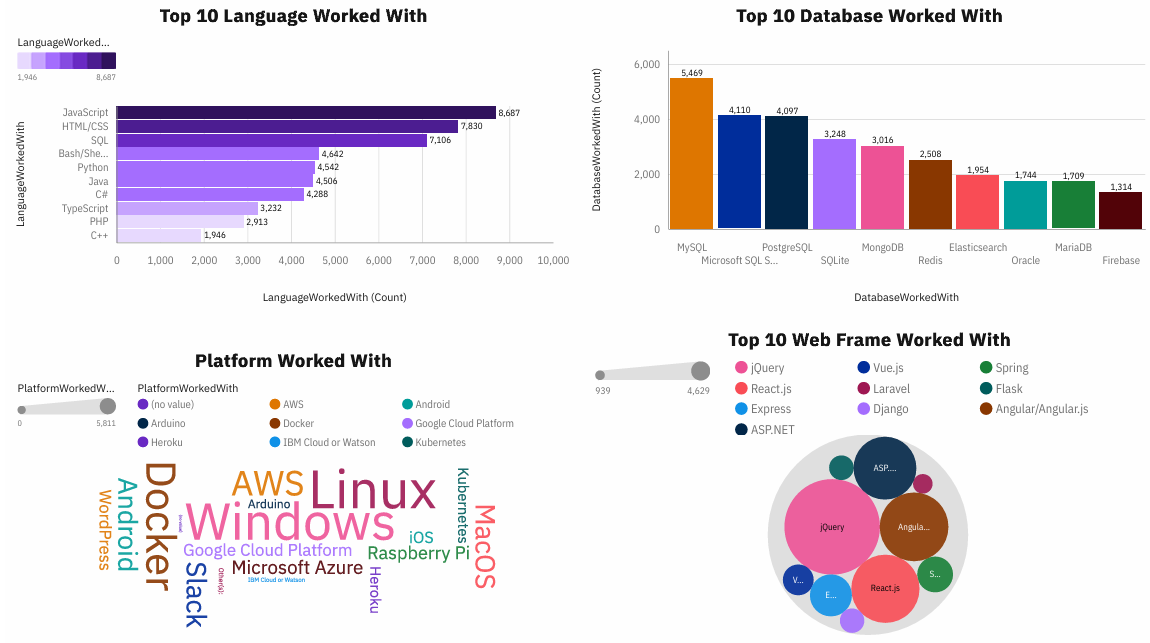 Top 10 Language Worked With
LanguageWorked...
1,946 8,687
LanguageWorkedWith
JavaScript 8,687
HTML/CSS 7,830
SQL 7,106
Bash/She... 4,642
Python 4,542
Java 4,506
C# 4,288
TypeScript 3,232
PHP 2,913
C++ 1,946
0 1,000 2,000 3,000 4,000 5,000 6,000 7,000 8,000 9,000 10,000
LanguageWorkedWith (Count)
Top 10 Database Worked With
DatabaseWorkedWith (Count)
6,000
4,000
2,000
0
5,469 4,110 4,097 3,248 3,016 2,508 1,954 1,744 1,709 1,314
MySQL PostgreSQL MongoDB Elasticsearch MariaDB
Microsoft SQL S... SQLite Redis Oracle Firebase
DatabaseWorkedWith
Platform Worked With
PlatformWorkedW...
0 5,811
PlatformWorkedWith
(no value) AWS Android
Arduino Docker Google Cloud Platform
Heroku IBM Cloud or Watson Kubernetes
WordPress
Android
Docker
AWS
Linux
Arduino
Windows
Kubernetes
MacOS
iOS
Google Cloud Platform
Raspberry Pi
Slack
Other(s):
Microsoft Azure
IBM Cloud or Watson
Heroku
Top 10 Web Frame Worked With
939 4,629
jQuery Vue.js Spring
React.js Laravel Flask
Express Django Angular/Angular.js
ASP.NET
ASP....
jQuery
Angula...
V...
E...
React.js
S...